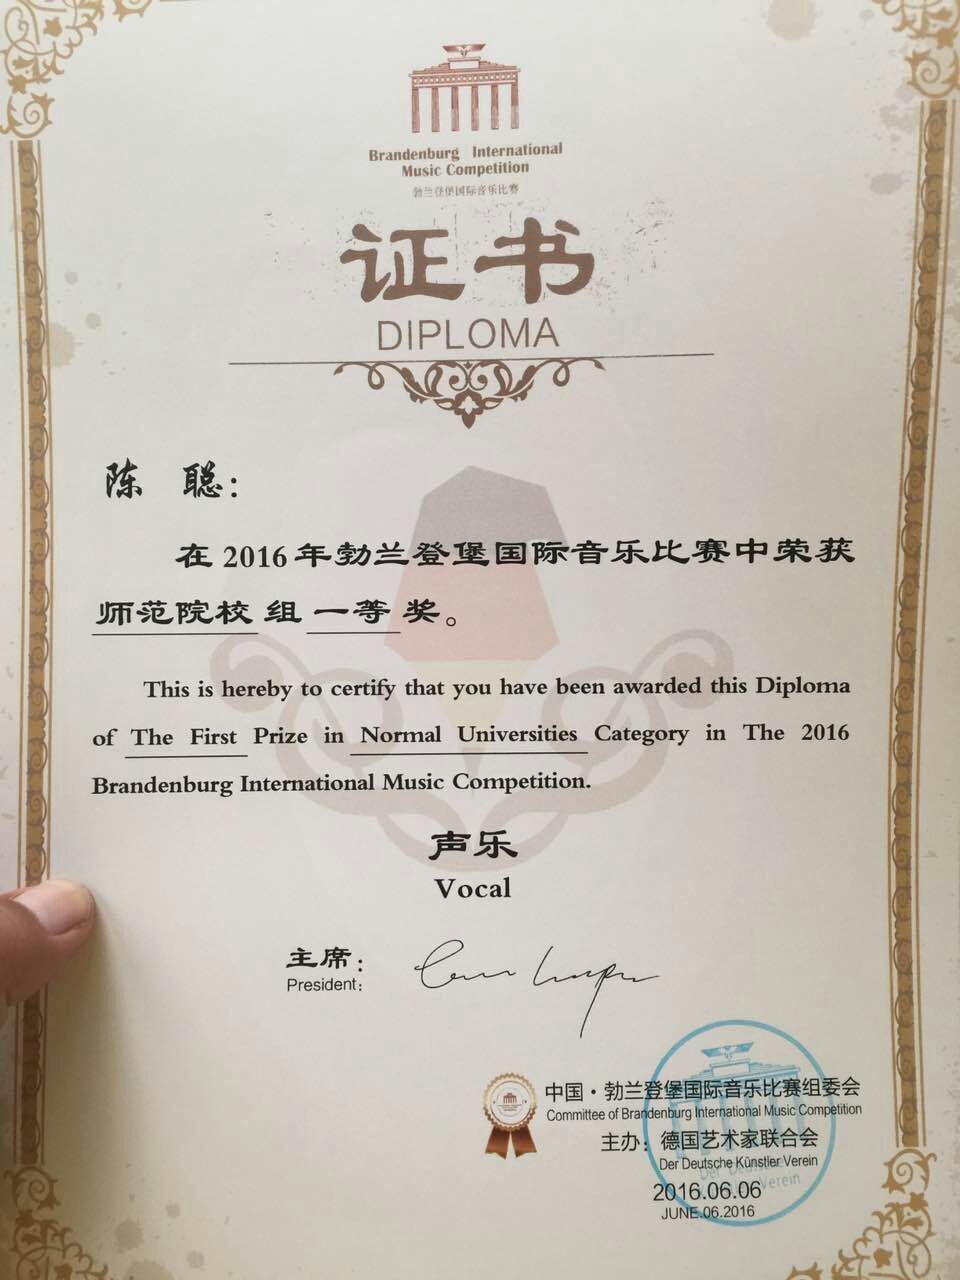 Brandenburg International
Music Competition
勃兰登堡国际音乐比赛
证书
DIPLOMA
陈 聪：
在2016年勃兰登堡国际音乐比赛中荣获
师范院校 组 一等 奖。
This is hereby to certify that you have been awarded this Diploma
of The First Prize in Normal Universities Category in The 2016
Brandenburg International Music Competition.
声乐
Vocal
主席：
President:
中国·勃兰登堡国际音乐比赛组委会
Committee of Brandenburg International Music Competition
主办：德国艺术家联合会
Der Deutsche Künstler Verein
Der Deutsche
Künstler Verein
2016.06.06
JUNE.06.2016